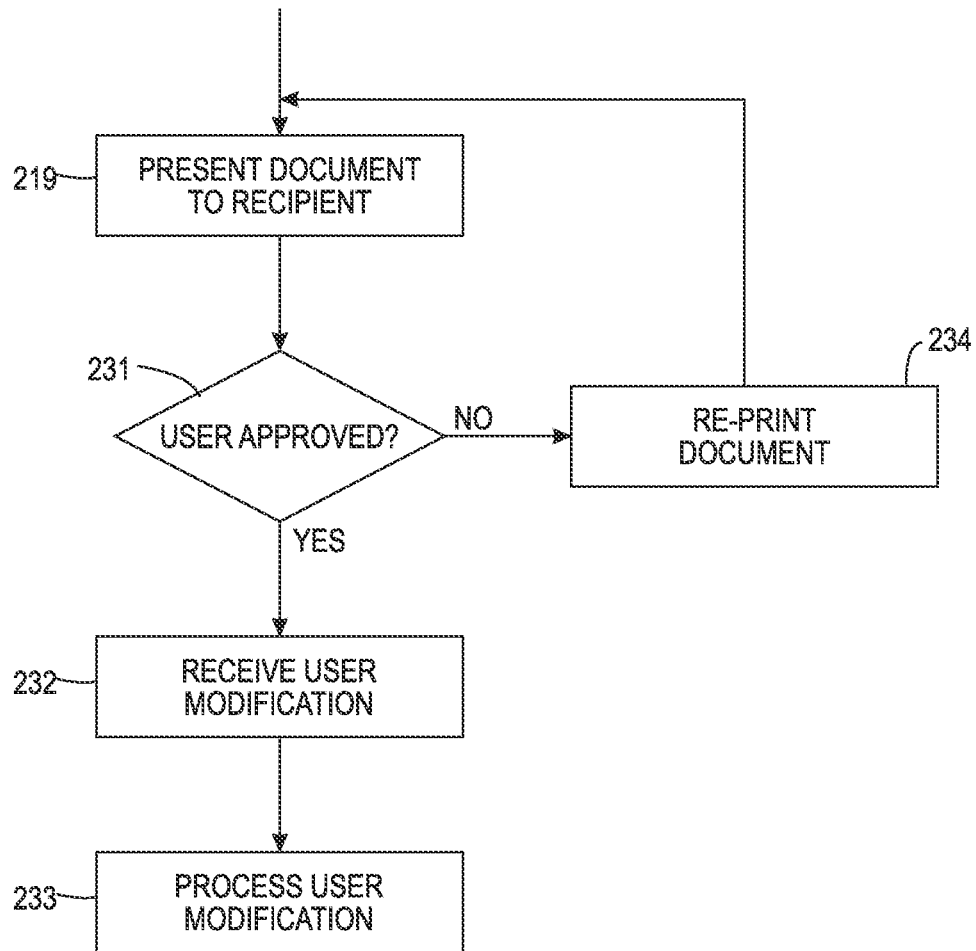 219
PRESENT DOCUMENT
TO RECIPIENT
231
USER APPROVED?
NO
234
RE-PRINT
DOCUMENT
YES
232
RECEIVE USER
MODIFICATION
233
PROCESS USER
MODIFICATION